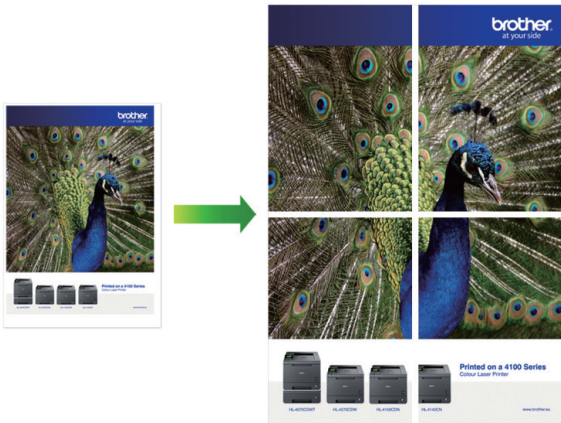 brother
at your side
Printed on a 4100 Series
Colour Laser Printer
brother
at your side
Printed on a 4100 Series
Colour Laser Printer
HL-4570CDWT
HL-4570CDW
HL-4150CDN
HL-4140CN
www.brother.eu